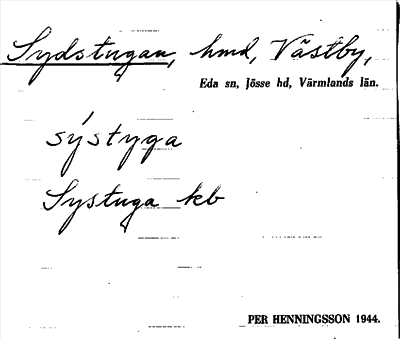 Sydstugan, hmd, Västby,
Eda sn, Jösse hd, Värmlands län.
sýstyga
Systuga kb
PER HENNINGSSON 1944.